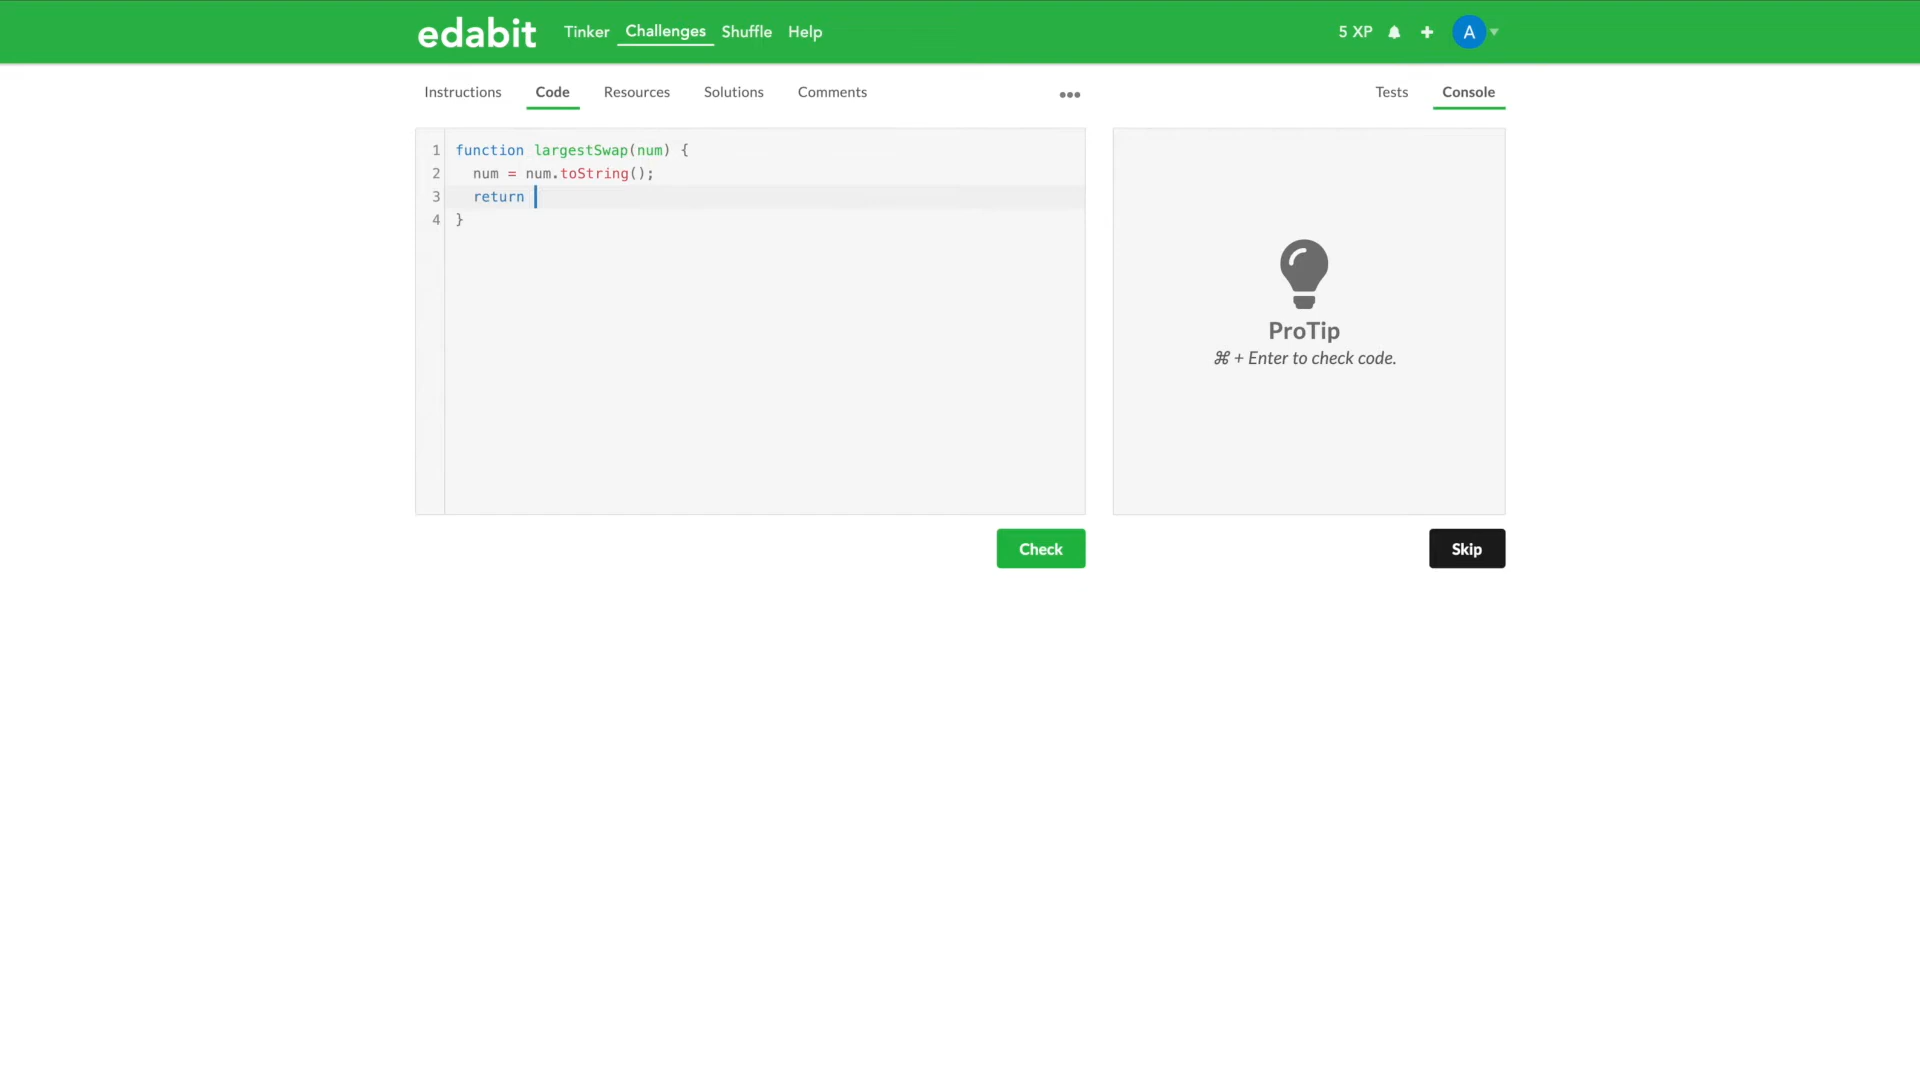 edabit Tinker Challenges Shuffle Help 5 XP + A
Instructions Code Resources Solutions Comments ••• Tests Console
1 function largestSwap(num) {
2 num = num.toString();
3 return
4 }
ProTip
⌘ + Enter to check code.
Check Skip